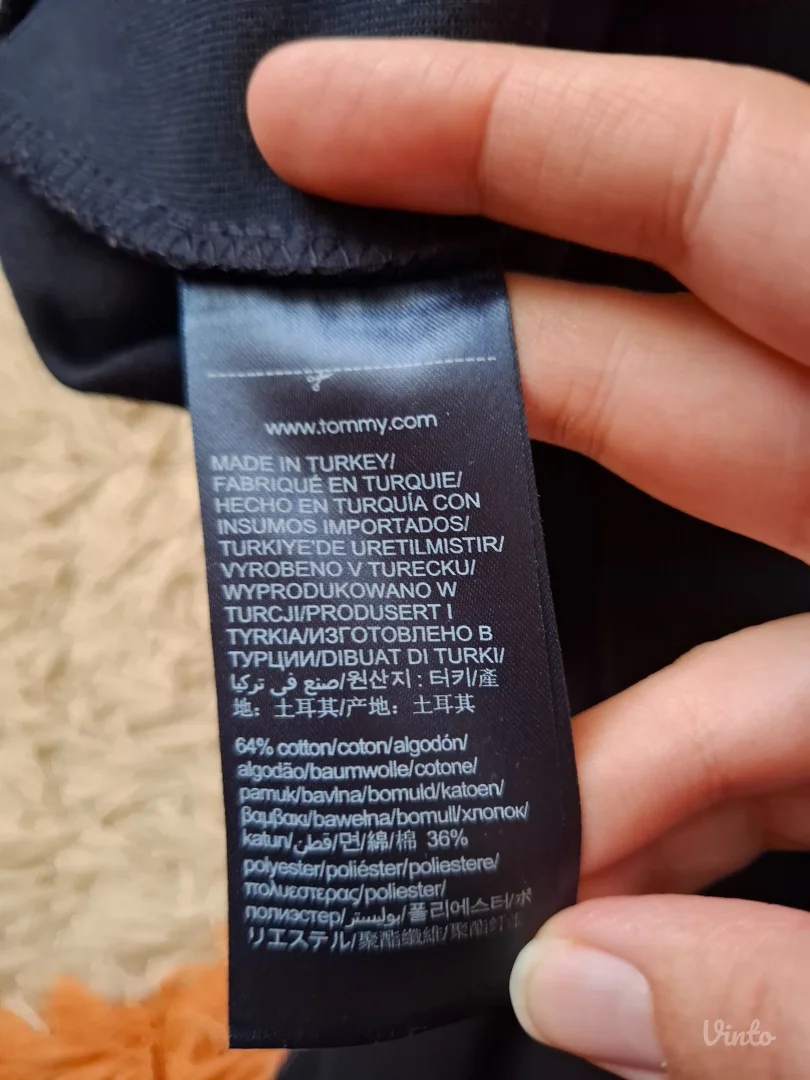 www.tommy.com
MADE IN TURKEY/
FABRIQUÉ EN TURQUIE/
HECHO EN TURQUÍA CON
INSUMOS IMPORTADOS/
TURKIYE'DE URETILMISTIR/
VYROBENO V TURECKU/
WYPRODUKOWANO W
TURCJI/PRODUSERT I
TYRKIA/ИЗГОТОВЛЕНО В
ТУРЦИИ/DIBUAT DI TURKI/
صنع في تركيا/원산지 : 터키/產
地: 土耳其/产地: 土耳其
64% cotton/coton/algodón/
algodão/baumwolle/cotone/
pamuk/bavlna/bomuld/katoen/
βαμβακι/bawełna/bomull/хлопок/
katun/قطن/면/綿/棉 36%
polyester/poliéster/poliestere/
πολυεστερας/poliester/
полиэстер/بوليستر/폴리에스터/ポ
リエステル/聚酯纖維/聚酯纤维
Vinto